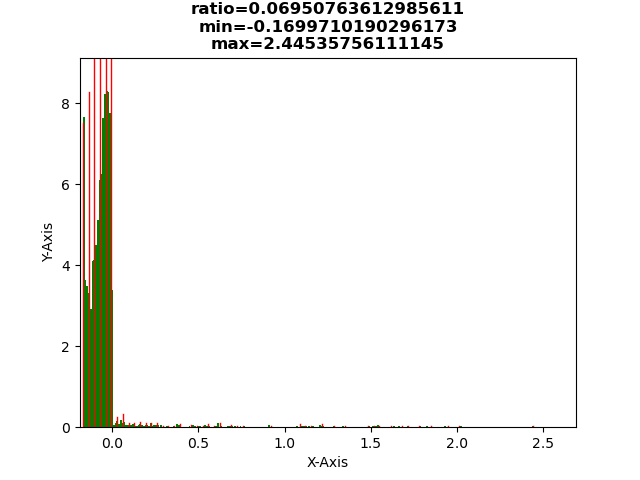 ratio=0.06950763612985611
min=-0.1699710190296173
max=2.44535756111145
8
6
4
2
0
Y-Axis
0.0 0.5 1.0 1.5 2.0 2.5
X-Axis